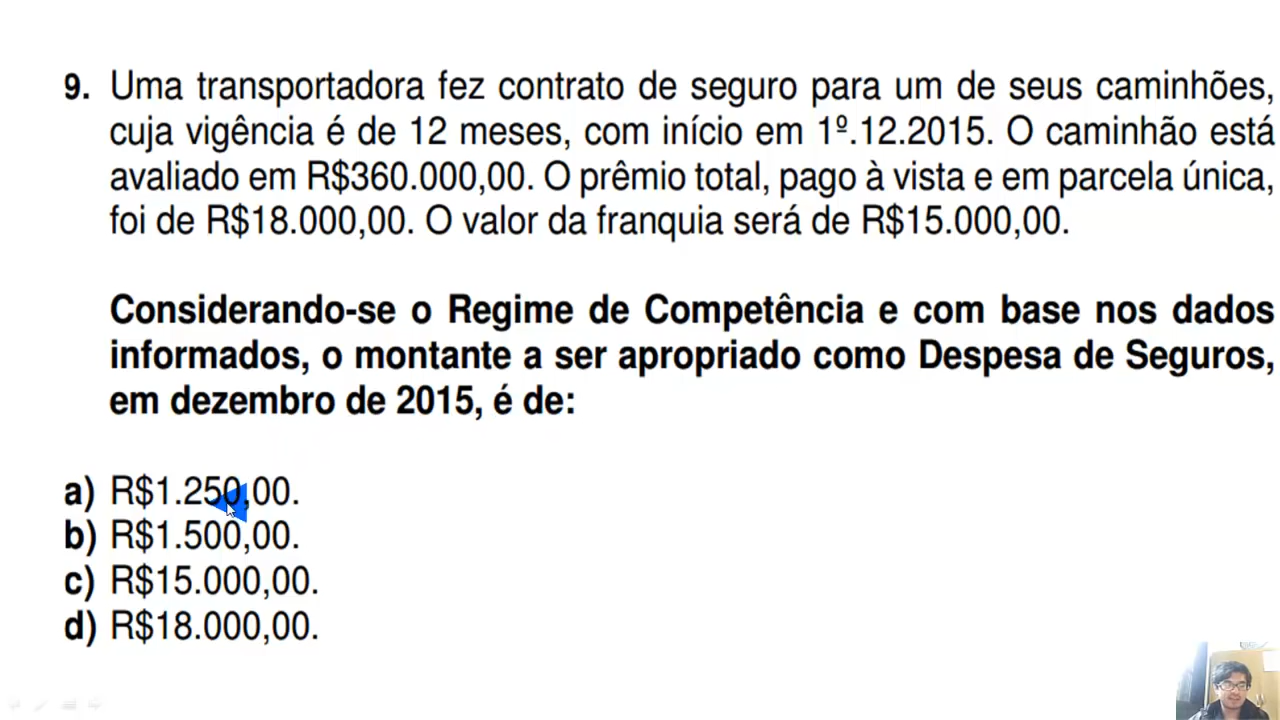 9. Uma transportadora fez contrato de seguro para um de seus caminhões,
cuja vigência é de 12 meses, com início em 1º.12.2015. O caminhão está
avaliado em R$360.000,00. O prêmio total, pago à vista e em parcela única,
foi de R$18.000,00. O valor da franquia será de R$15.000,00.
Considerando-se o Regime de Competência e com base nos dados
informados, o montante a ser apropriado como Despesa de Seguros,
em dezembro de 2015, é de:
a) R$1.250,00.
b) R$1.500,00.
c) R$15.000,00.
d) R$18.000,00.